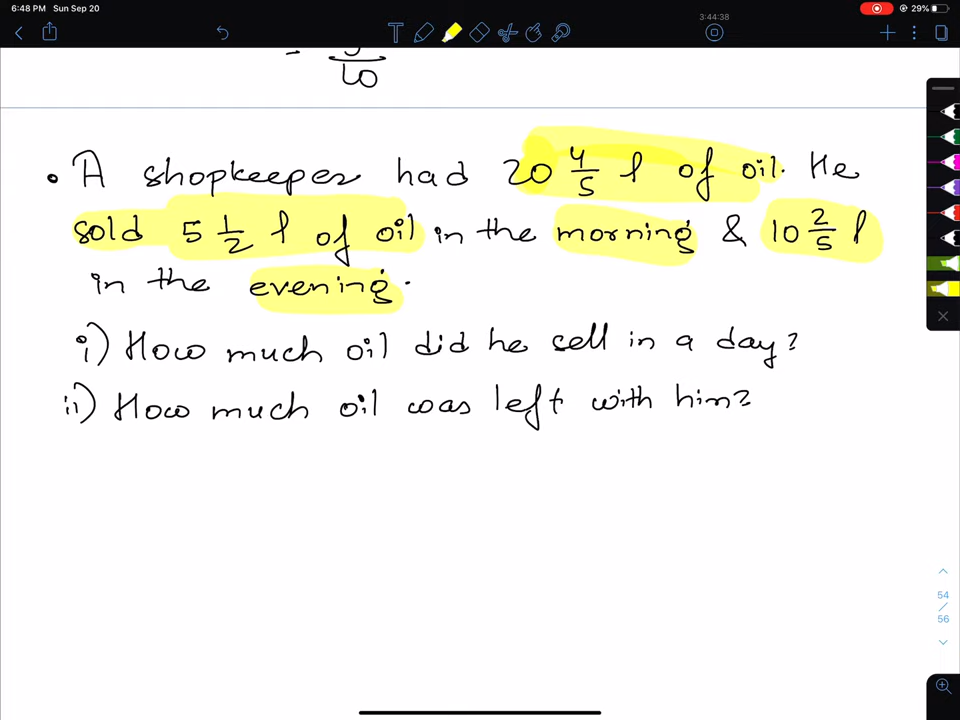 6:48 PM Sun Sep 20
29%
3:44:38
T
10
• A shopkeeper had 20 4/5 l of oil. He
sold 5 1/2 l of oil in the morning & 10 2/5 l
in the evening.
i) How much oil did he sell in a day?
ii) How much oil was left with him?
54
/
56